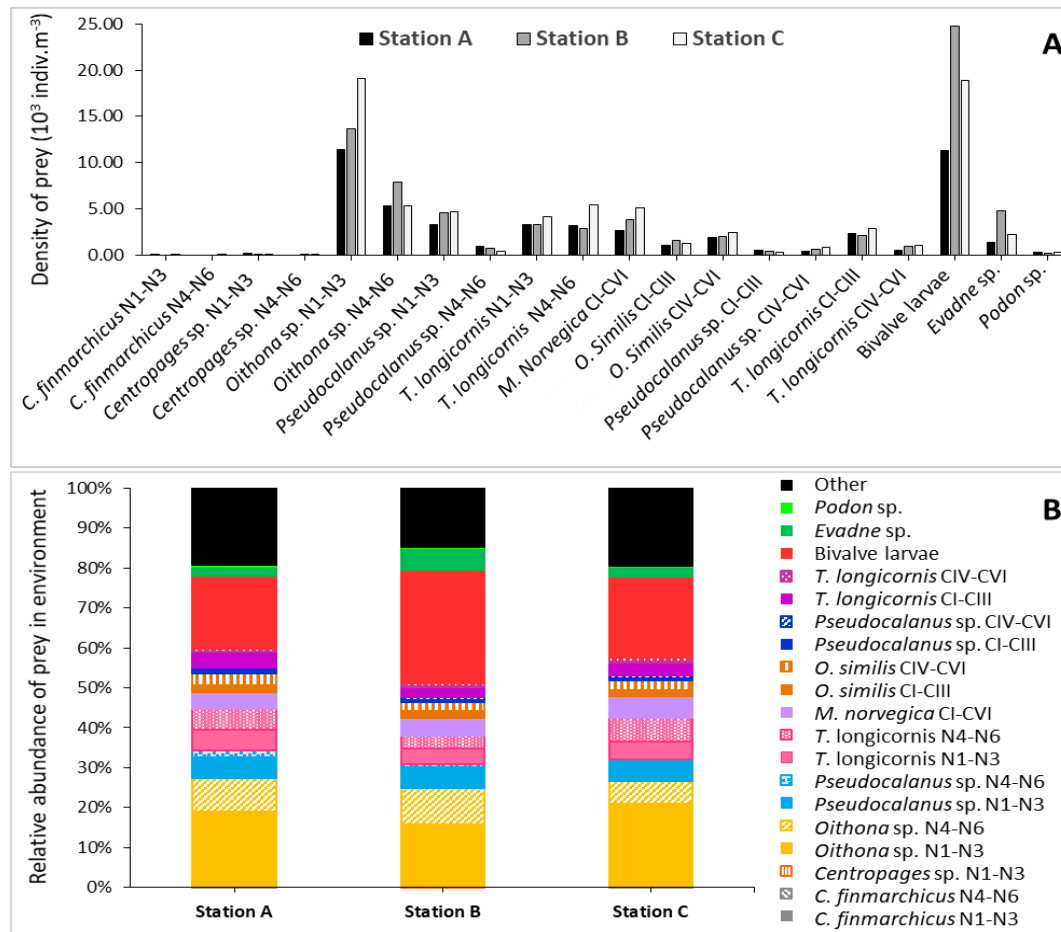 A
Station A Station B Station C
Density of prey (10³ indiv.m⁻³)
25.00
20.00
15.00
10.00
5.00
0.00
C. finmarchicus N1-N3
C. finmarchicus N4-N6
Centropages sp. N1-N3
Centropages sp. N4-N6
Oithona sp. N1-N3
Oithona sp. N4-N6
Pseudocalanus sp. N1-N3
Pseudocalanus sp. N4-N6
T. longicornis N1-N3
T. longicornis N4-N6
M. Norvegica CI-CVI
O. Similis CI-CIII
O. Similis CIV-CVI
Pseudocalanus sp. CI-CIII
Pseudocalanus sp. CIV-CVI
T. longicornis CI-CIII
T. longicornis CIV-CVI
Bivalve larvae
Evadne sp.
Podon sp.
B
Relative abundance of prey in environment
100%
90%
80%
70%
60%
50%
40%
30%
20%
10%
0%
Station A Station B Station C
Other
Podon sp.
Evadne sp.
Bivalve larvae
T. longicornis CIV-CVI
T. longicornis CI-CIII
Pseudocalanus sp. CIV-CVI
Pseudocalanus sp. CI-CIII
O. similis CIV-CVI
O. similis CI-CIII
M. norvegica CI-CVI
T. longicornis N4-N6
T. longicornis N1-N3
Pseudocalanus sp. N4-N6
Pseudocalanus sp. N1-N3
Oithona sp. N4-N6
Oithona sp. N1-N3
Centropages sp. N1-N3
C. finmarchicus N4-N6
C. finmarchicus N1-N3